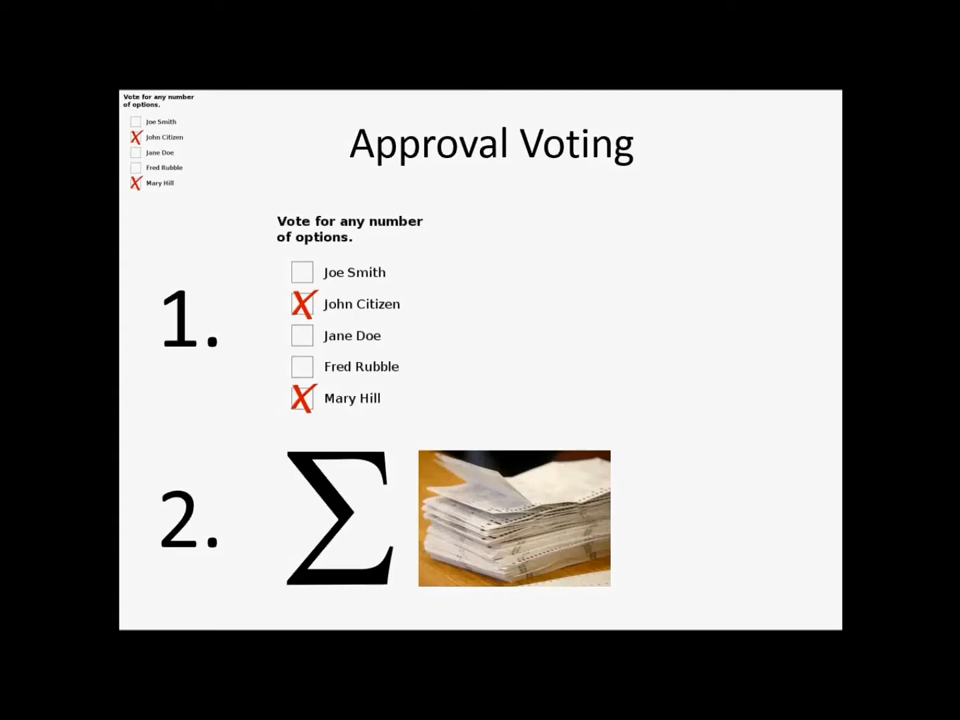 Vote for any number
of options.
Joe Smith
John Citizen
Jane Doe
Fred Rubble
Mary Hill
Approval Voting
1.
Vote for any number
of options.
Joe Smith
John Citizen
Jane Doe
Fred Rubble
Mary Hill
2.
Σ